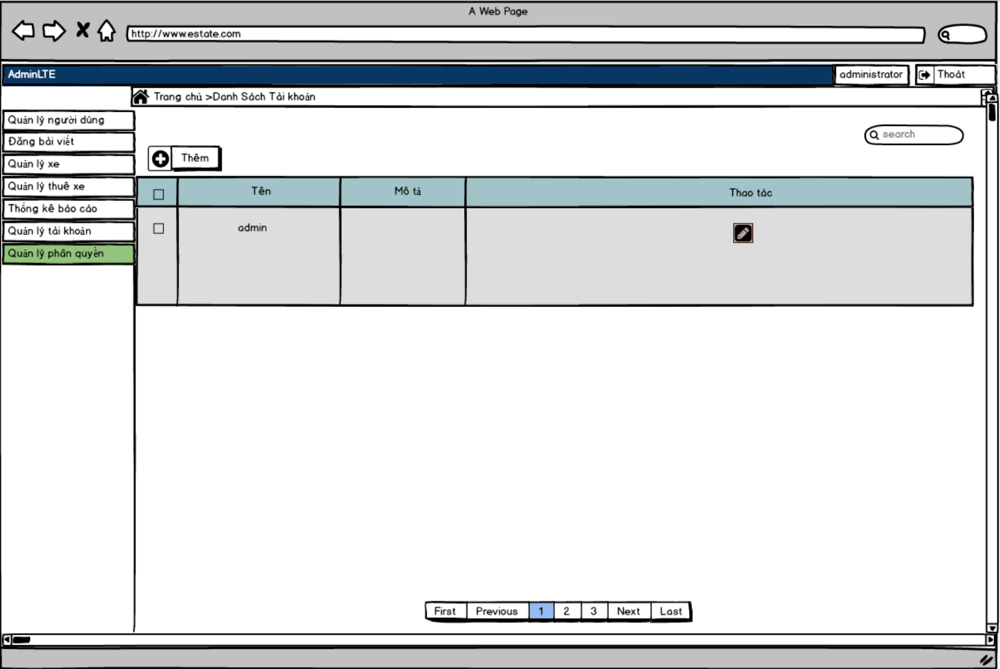 A Web Page
http://www.estate.com
AdminLTE
administrator
Thoát
Trang chủ >Danh Sách Tài khoản
Quản lý người dùng
Đăng bài viết
Quản lý xe
Quản lý thuê xe
Thống kê báo cáo
Quản lý tài khoản
Quản lý phân quyền
search
Thêm
Tên
Mô tả
Thao tác
admin
First
Previous
1
2
3
Next
Last